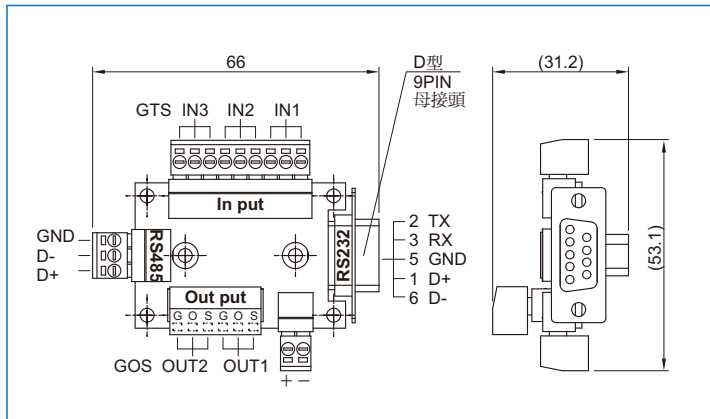 66
(31.2)
D型
9PIN
母接頭
GTS IN3 IN2 IN1
In put
GND
D-
D+
RS485
RS232
2 TX
3 RX
5 GND
1 D+
6 D-
(53.1)
Out put
G O S G O S
GOS OUT2 OUT1
+ −